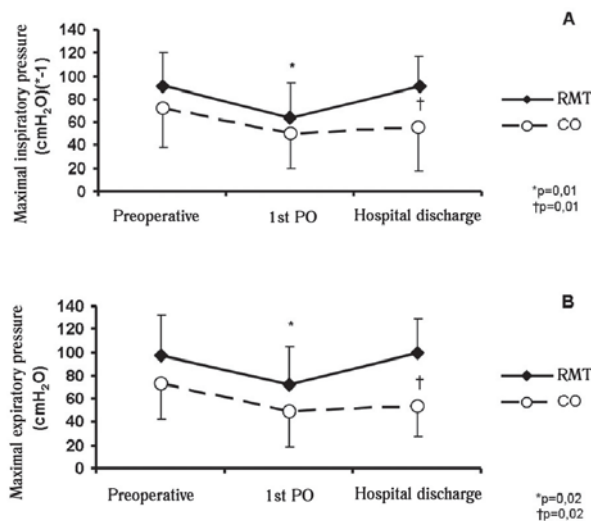 A
Maximal inspiratory pressure
(cmH₂O)(*-1)
140
120
100
80
60
40
20
0
*
†
Preoperative
1st PO
Hospital discharge
RMT
CO
*p=0,01
†p=0,01
B
Maximal expiratory pressure
(cmH₂O)
140
120
100
80
60
40
20
0
*
†
Preoperative
1st PO
Hospital discharge
RMT
CO
*p=0,02
†p=0,02